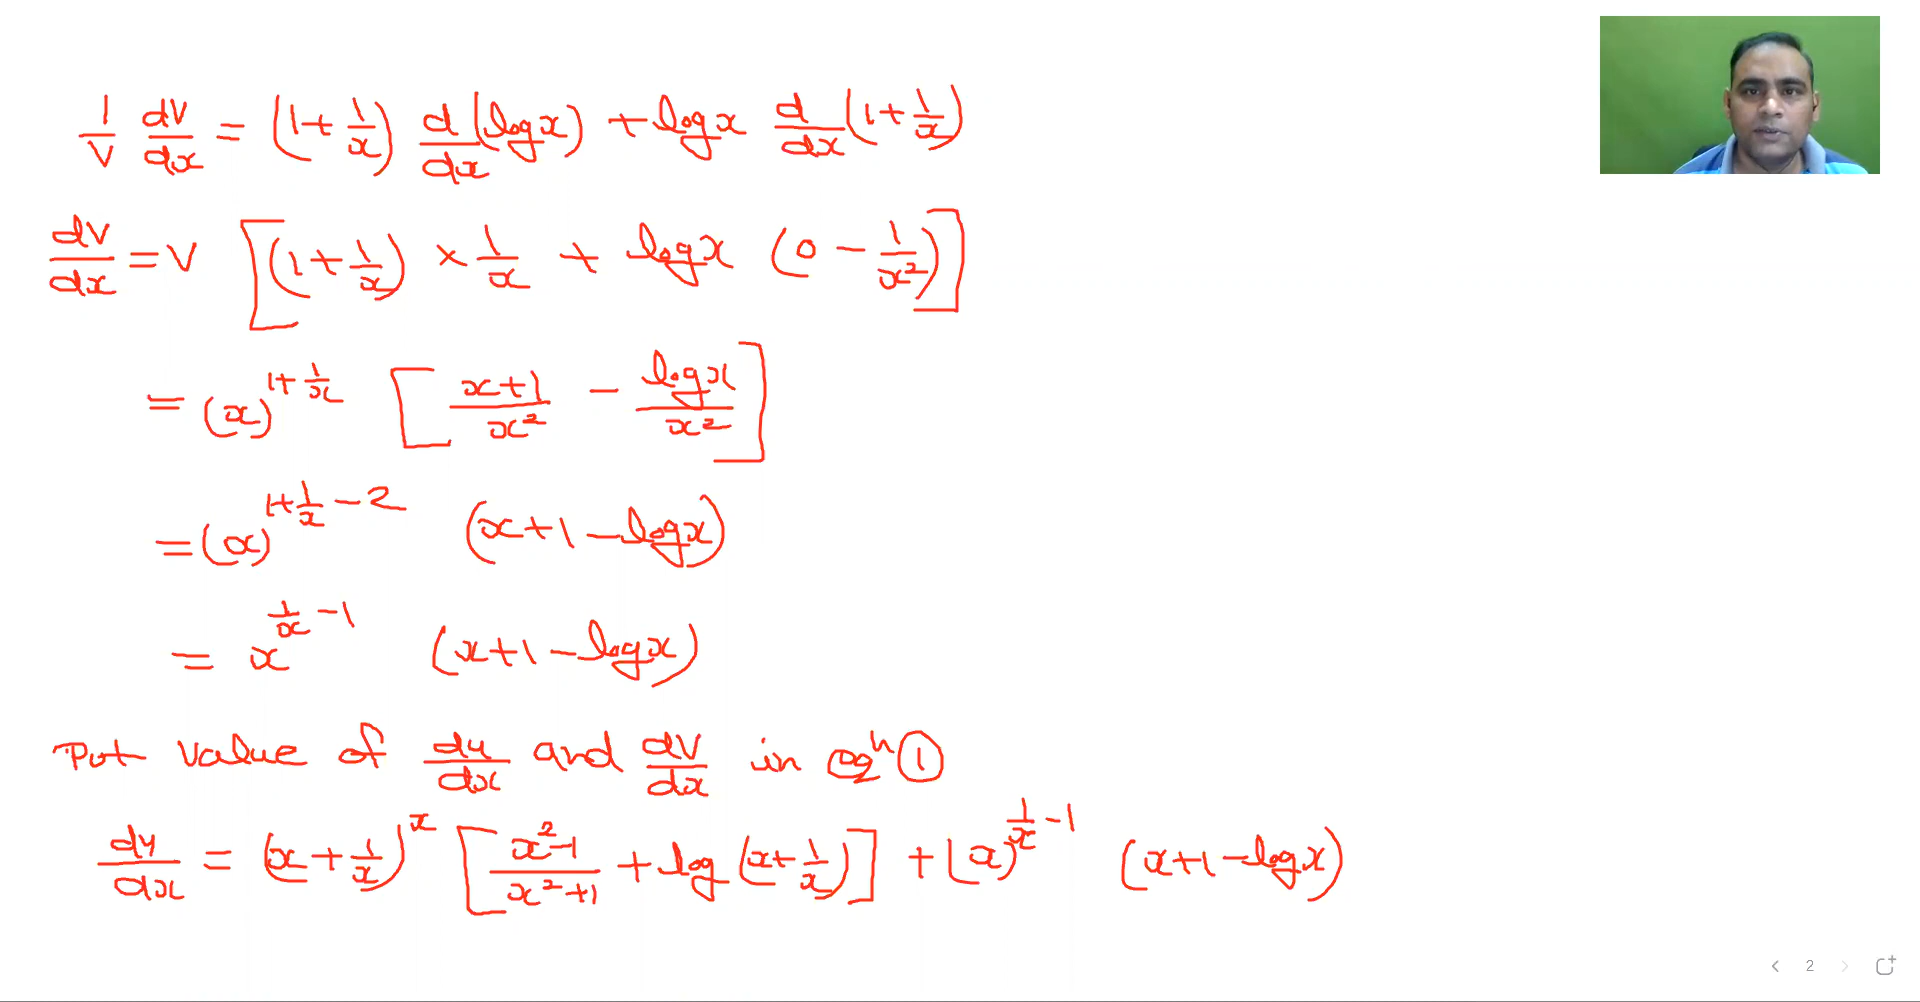 1/V dV/dx = (1+1/x) d/dx (log x) + log x d/dx (1+1/x)
dV/dx = V [(1+1/x) × 1/x + log x (0 − 1/x²)]
= (x)^(1+1/x) [(x+1)/x² − log x/x²]
= (x)^(1+1/x−2) (x+1−log x)
= x^(1/x−1) (x+1−log x)
Put value of du/dx and dV/dx in eqⁿ ①
dy/dx = (x+1/x)^x [(x²−1)/(x²+1) + log (x+1/x)] + (x)^(1/x−1) (x+1−log x)
2